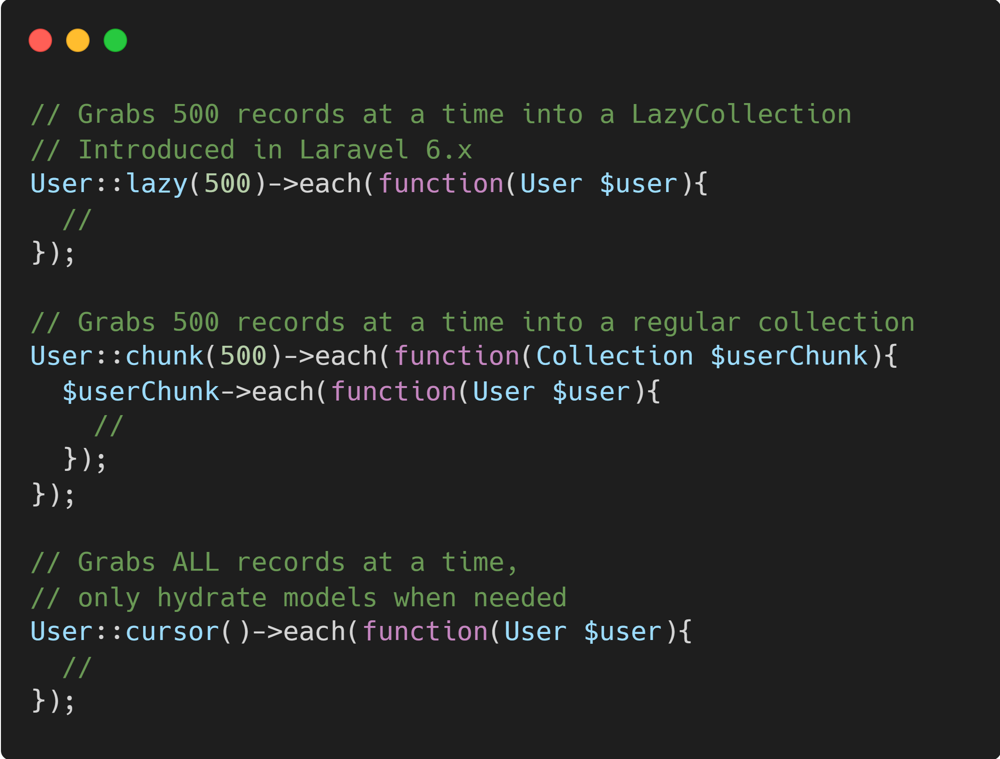 // Grabs 500 records at a time into a LazyCollection
// Introduced in Laravel 6.x
User::lazy(500)->each(function(User $user){
  //
});

// Grabs 500 records at a time into a regular collection
User::chunk(500)->each(function(Collection $userChunk){
  $userChunk->each(function(User $user){
    //
  });
});

// Grabs ALL records at a time,
// only hydrate models when needed
User::cursor()->each(function(User $user){
  //
});